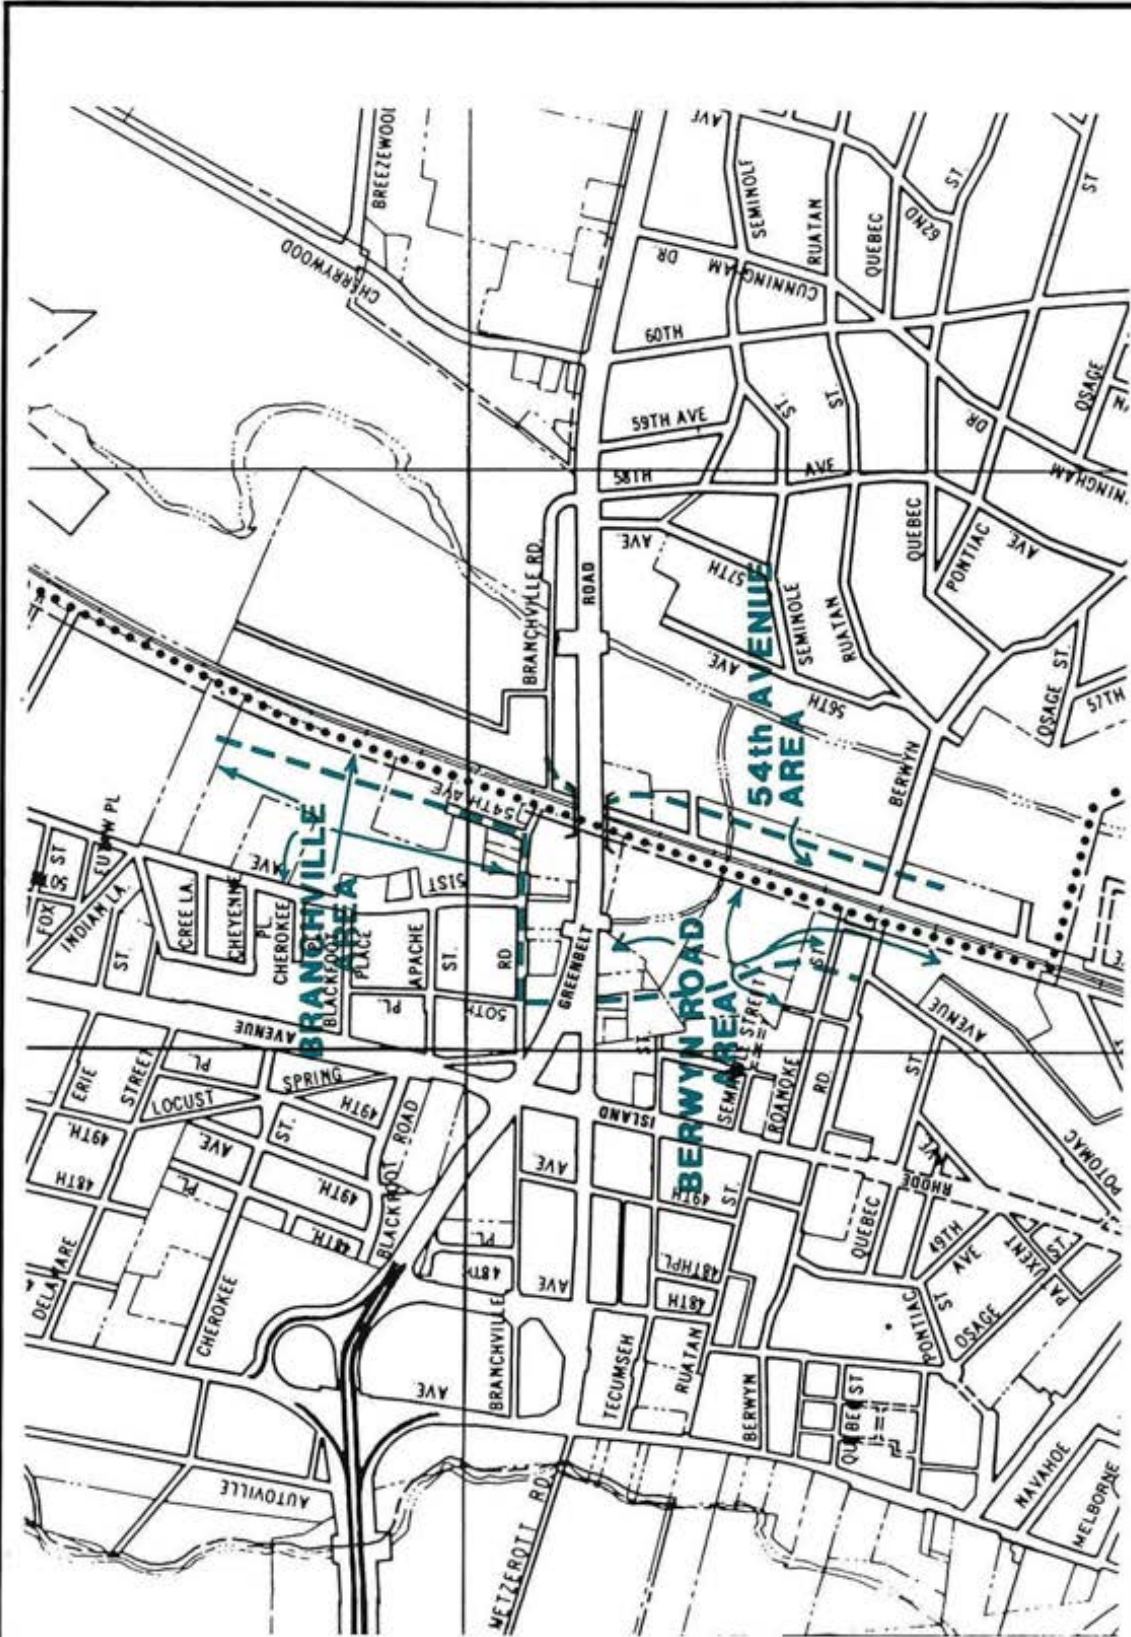 BREEZEWOOD
CHERRYWOOD
AVE
SEMINOLE
RUATAN
QUEBEC
62ND
ST
ST
DR
CUNNINGHAM
60TH
59TH AVE
ST.
ST.
OSAGE
DR
58TH
AVE
BRANCHVILLE RD.
ROAD
AVE.
57TH
QUEBEC
PONTIAC
AVE.
SEMINOLE
RUATAN
54th AVENUE
AREA
AVE.
56TH
OSAGE ST.
57TH
BERWYN
54TH AVE
BRANCHVILLE
AREA
EUTAW PL
50TH
ST
FOX
INDIAN LA.
ST.
CREE LA.
CHEYENNE
PL.
CHEROKEE
PL.
BLACKFOOT
PLACE
AVE.
51ST
APACHE
ST.
RD
PL
50TH
GREENBELT
BERWYN ROAD
AREA
ST.
STREET
ST
ROANOKE
RD.
AVENUE
ST
AVENUE
SPRING
ERIE
STREET
PL
LOCUST
49TH
ROAD
ISLAND
49TH.
48TH
AVE
ST.
PL.
49TH.
48TH.
BLACKFOOT
AVE
49TH
ST.
AVE
RHODE
POTOMAC
QUEBEC
49TH
AVE
PATUXENT
ST.
DELAWARE
CHEROKEE
PL
48TH
AVE
48TH PL
48TH
PONTIAC
ST
OSAGE
BRANCHVILLE
AVE
TECUMSEH
RUATAN
BERWYN
QUEBEC ST
NAVAHOE
MELBORNE
AUTOVILLE
METZEROTT RD.